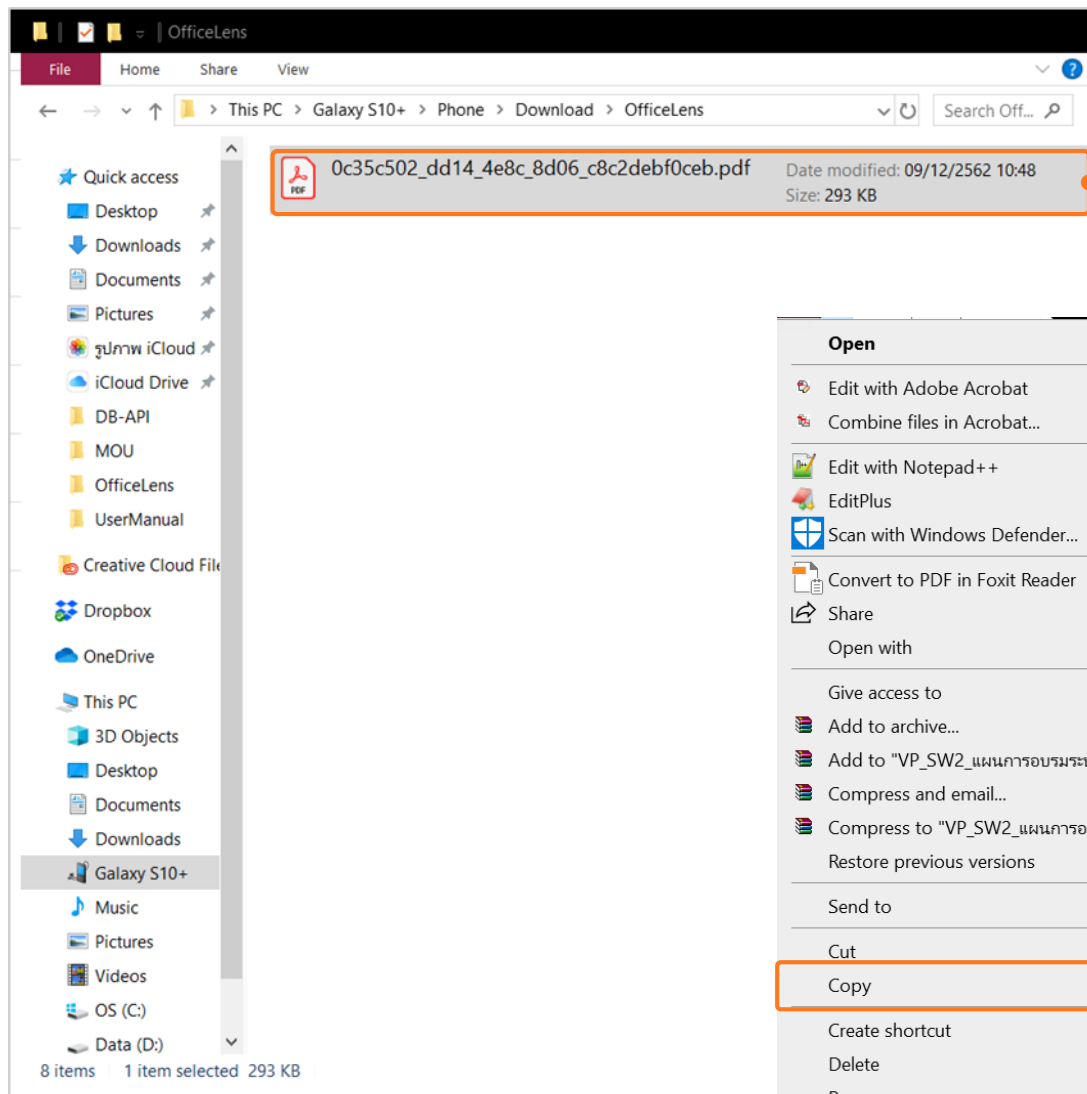 OfficeLens
File Home Share View
This PC > Galaxy S10+ > Phone > Download > OfficeLens
Search Off...
Quick access
Desktop
Downloads
Documents
Pictures
รูปภาพ iCloud
iCloud Drive
DB-API
MOU
OfficeLens
UserManual
Creative Cloud File
Dropbox
OneDrive
This PC
3D Objects
Desktop
Documents
Downloads
Galaxy S10+
Music
Pictures
Videos
OS (C:)
Data (D:)
8 items 1 item selected 293 KB
PDF
0c35c502_dd14_4e8c_8d06_c8c2debf0ceb.pdf
Date modified: 09/12/2562 10:48
Size: 293 KB
Open
Edit with Adobe Acrobat
Combine files in Acrobat...
Edit with Notepad++
EditPlus
Scan with Windows Defender...
Convert to PDF in Foxit Reader
Share
Open with
Give access to
Add to archive...
Add to "VP_SW2_แผนการอบรมระบ
Compress and email...
Compress to "VP_SW2_แผนการอ
Restore previous versions
Send to
Cut
Copy
Create shortcut
Delete